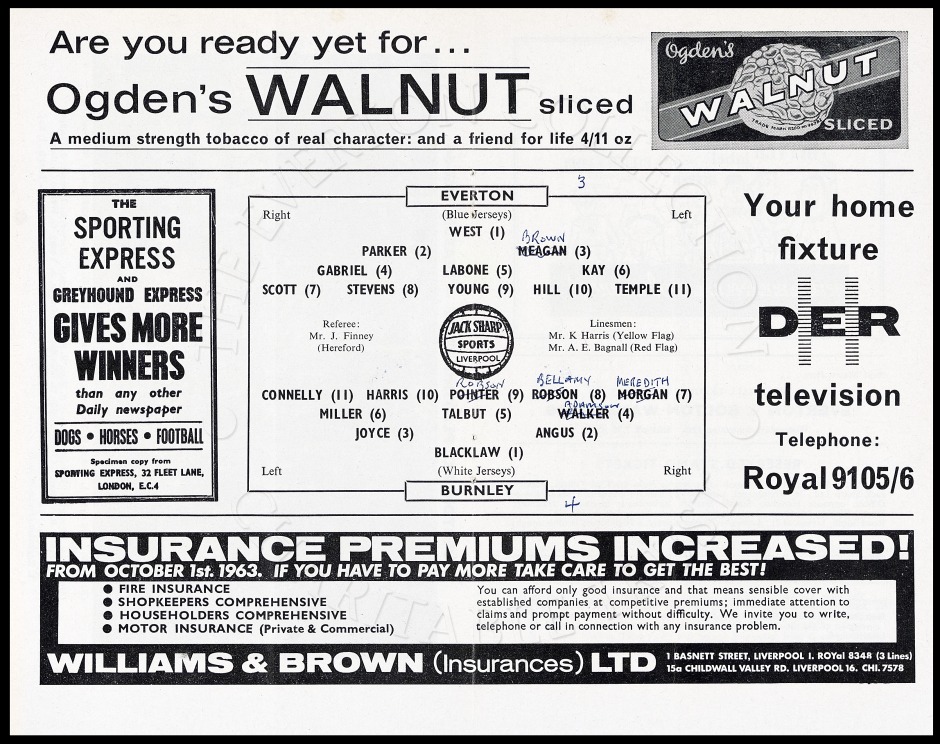 Are you ready yet for...
Ogden's WALNUT sliced
A medium strength tobacco of real character: and a friend for life 4/11 oz
Ogden's
WALNUT
TRADE MARK REGD Nº
SLICED
THE
SPORTING
EXPRESS
AND
GREYHOUND EXPRESS
GIVES MORE
WINNERS
than any other
Daily newspaper
DOGS • HORSES • FOOTBALL
Specimen copy from
SPORTING EXPRESS, 32 FLEET LANE,
LONDON, E.C.4
3
EVERTON
Right (Blue Jerseys) Left
WEST (1)
BROWN
PARKER (2) MEAGAN (3)
GABRIEL (4) LABONE (5) KAY (6)
SCOTT (7) STEVENS (8) YOUNG (9) HILL (10) TEMPLE (11)
Referee:
Mr. J. Finney
(Hereford)
JACK SHARP
SPORTS
LIVERPOOL
Linesmen:
Mr. K Harris (Yellow Flag)
Mr. A. E. Bagnall (Red Flag)
ROBSON BELLAMY MEREDITH
CONNELLY (11) HARRIS (10) POINTER (9) ROBSON (8) MORGAN (7)
ADAMSON
MILLER (6) TALBUT (5) WALKER (4)
JOYCE (3) ANGUS (2)
BLACKLAW (1)
Left (White Jerseys) Right
BURNLEY
4
Your home
fixture
DER
television
Telephone:
Royal 9105/6
INSURANCE PREMIUMS INCREASED!
FROM OCTOBER 1st. 1963. IF YOU HAVE TO PAY MORE TAKE CARE TO GET THE BEST!
• FIRE INSURANCE
• SHOPKEEPERS COMPREHENSIVE
• HOUSEHOLDERS COMPREHENSIVE
• MOTOR INSURANCE (Private & Commercial)
You can afford only good insurance and that means sensible cover with
established companies at competitive premiums; immediate attention to
claims and prompt payment without difficulty. We invite you to write,
telephone or call in connection with any insurance problem.
WILLIAMS & BROWN (Insurances) LTD
1 BASNETT STREET, LIVERPOOL 1. ROYal 8348 (3 Lines)
15a CHILDWALL VALLEY RD. LIVERPOOL 16. CHI. 7578
THE EVERTON COLLECTION CHARITABLE TRUST